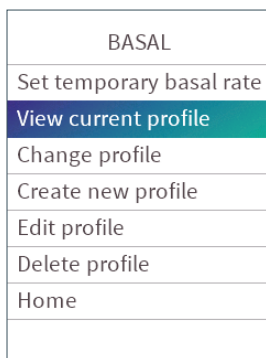 BASAL
Set temporary basal rate
View current profile
Change profile
Create new profile
Edit profile
Delete profile
Home